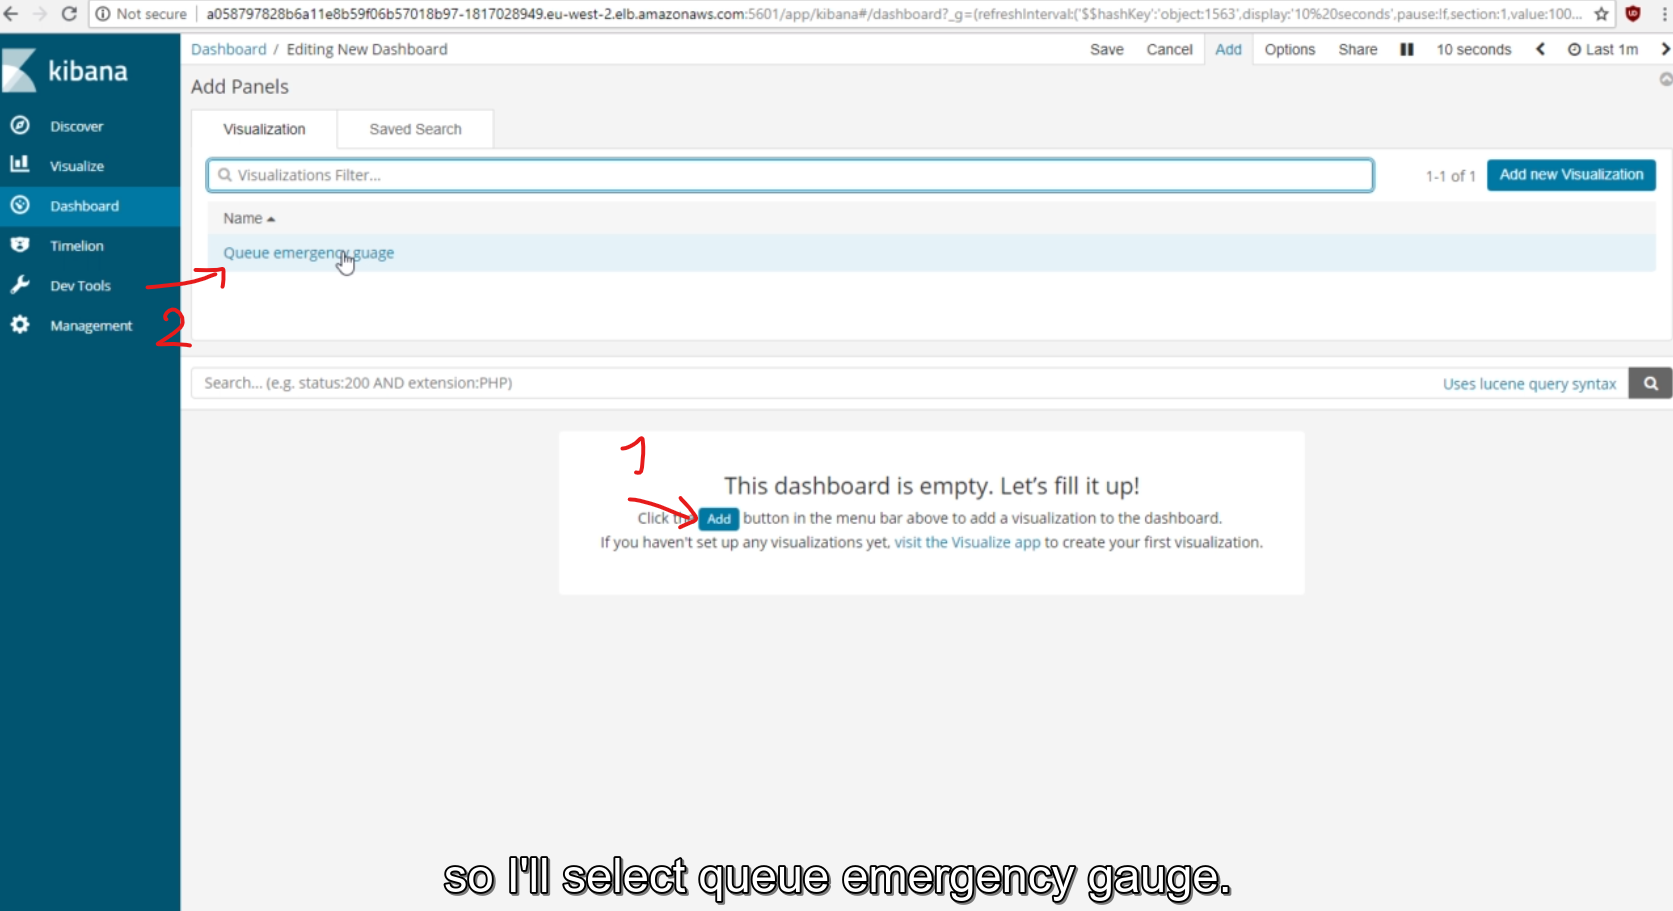 Not secure | a058797828b6a11e8b59f06b57018b97-1817028949.eu-west-2.elb.amazonaws.com:5601/app/kibana#/dashboard?_g=(refreshInterval:('$$hashKey':'object:1563',display:'10%20seconds',pause:!f,section:1,value:100...
kibana
Dashboard / Editing New Dashboard
Save Cancel Add Options Share 10 seconds Last 1m
Add Panels
Discover
Visualize
Dashboard
Timelion
Dev Tools
Management
Visualization Saved Search
Visualizations Filter...
1-1 of 1 Add new Visualization
Name
Queue emergency guage
2
Search... (e.g. status:200 AND extension:PHP) Uses lucene query syntax
1
This dashboard is empty. Let's fill it up!
Click the Add button in the menu bar above to add a visualization to the dashboard.
If you haven't set up any visualizations yet, visit the Visualize app to create your first visualization.
so I'll select queue emergency gauge.